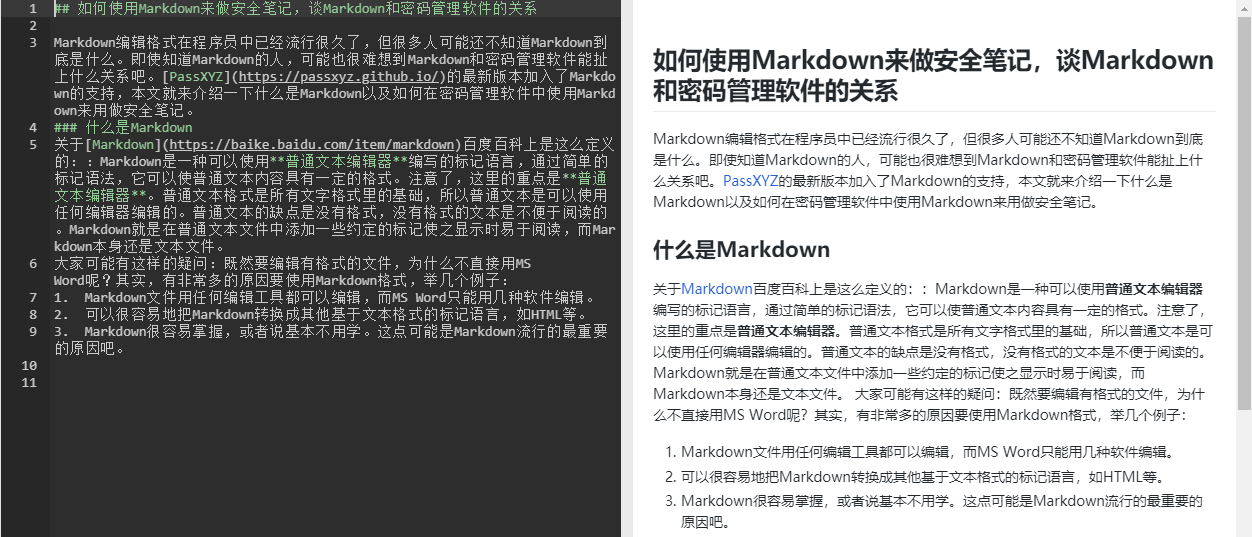 1 ## 如何使用Markdown来做安全笔记，谈Markdown和密码管理软件的关系
2
3 Markdown编辑格式在程序员中已经流行很久了，但很多人可能还不知道Markdown到
底是什么。即使知道Markdown的人，可能也很难想到Markdown和密码管理软件能扯
上什么关系吧。[PassXYZ](https://passxyz.github.io/)的最新版本加入了Markdo
wn的支持，本文就来介绍一下什么是Markdown以及如何在密码管理软件中使用Markd
own来用做安全笔记。
4 ### 什么是Markdown
5 关于[Markdown](https://baike.baidu.com/item/markdown)百度百科上是这么定义
的：：Markdown是一种可以使用**普通文本编辑器**编写的标记语言，通过简单的
标记语法，它可以使普通文本内容具有一定的格式。注意了，这里的重点是**普通
文本编辑器**。普通文本格式是所有文字格式里的基础，所以普通文本是可以使用
任何编辑器编辑的。普通文本的缺点是没有格式，没有格式的文本是不便于阅读的
。Markdown就是在普通文本文件中添加一些约定的标记使之显示时易于阅读，而Mar
kdown本身还是文本文件。
6 大家可能有这样的疑问：既然要编辑有格式的文件，为什么不直接用MS
Word呢？其实，有非常多的原因要使用Markdown格式，举几个例子：
7 1. Markdown文件用任何编辑工具都可以编辑，而MS Word只能用几种软件编辑。
8 2. 可以很容易地把Markdown转换成其他基于文本格式的标记语言，如HTML等。
9 3. Markdown很容易掌握，或者说基本不用学。这点可能是Markdown流行的最重要
的原因吧。
10
11
如何使用Markdown来做安全笔记，谈Markdown
和密码管理软件的关系
Markdown编辑格式在程序员中已经流行很久了，但很多人可能还不知道Markdown到底
是什么。即使知道Markdown的人，可能也很难想到Markdown和密码管理软件能扯上什
么关系吧。PassXYZ的最新版本加入了Markdown的支持，本文就来介绍一下什么是
Markdown以及如何在密码管理软件中使用Markdown来用做安全笔记。
什么是Markdown
关于Markdown百度百科上是这么定义的：：Markdown是一种可以使用普通文本编辑器
编写的标记语言，通过简单的标记语法，它可以使普通文本内容具有一定的格式。注意了，
这里的重点是普通文本编辑器。普通文本格式是所有文字格式里的基础，所以普通文本是可
以使用任何编辑器编辑的。普通文本的缺点是没有格式，没有格式的文本是不便于阅读的。
Markdown就是在普通文本文件中添加一些约定的标记使之显示时易于阅读，而
Markdown本身还是文本文件。 大家可能有这样的疑问：既然要编辑有格式的文件，为什
么不直接用MS Word呢？其实，有非常多的原因要使用Markdown格式，举几个例子：
1. Markdown文件用任何编辑工具都可以编辑，而MS Word只能用几种软件编辑。
2. 可以很容易地把Markdown转换成其他基于文本格式的标记语言，如HTML等。
3. Markdown很容易掌握，或者说基本不用学。这点可能是Markdown流行的最重要的
原因吧。